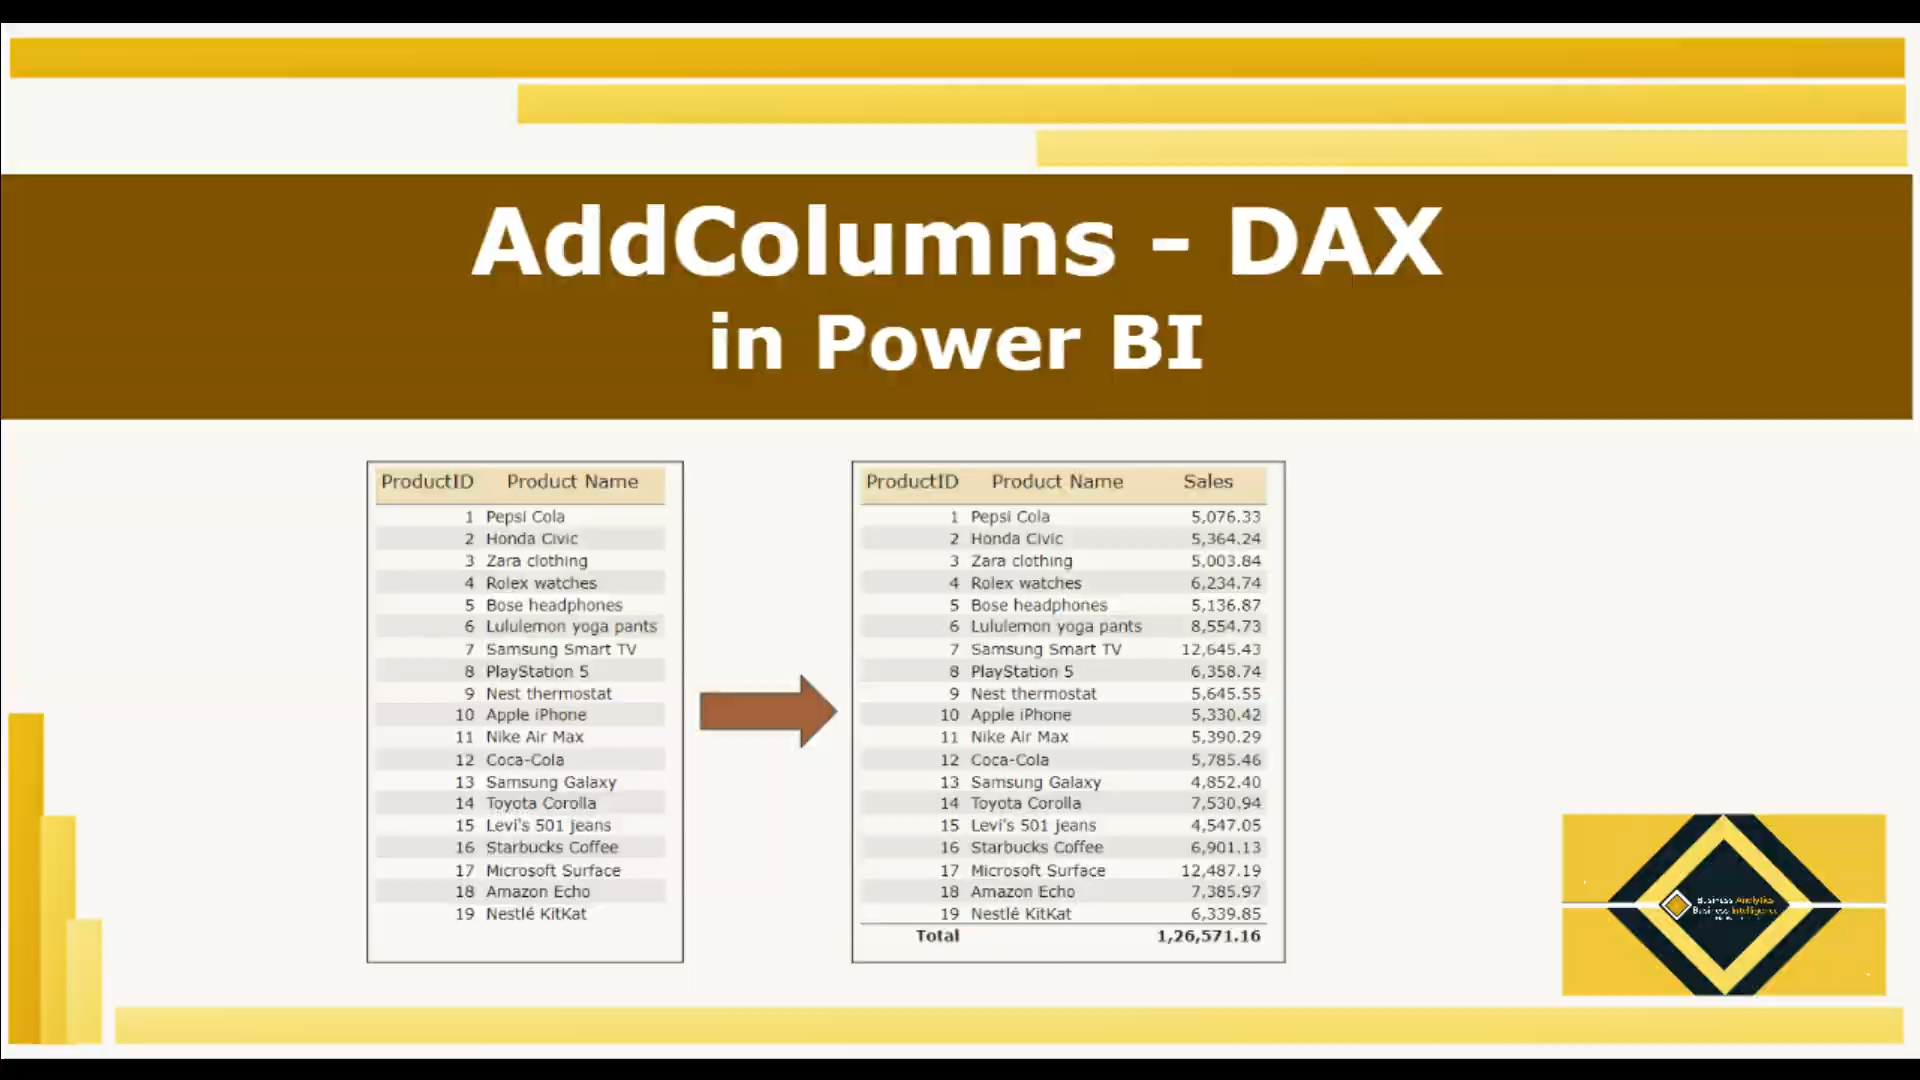 AddColumns - DAX
in Power BI
ProductID Product Name
1 Pepsi Cola
2 Honda Civic
3 Zara clothing
4 Rolex watches
5 Bose headphones
6 Lululemon yoga pants
7 Samsung Smart TV
8 PlayStation 5
9 Nest thermostat
10 Apple iPhone
11 Nike Air Max
12 Coca-Cola
13 Samsung Galaxy
14 Toyota Corolla
15 Levi's 501 jeans
16 Starbucks Coffee
17 Microsoft Surface
18 Amazon Echo
19 Nestlé KitKat
ProductID Product Name Sales
1 Pepsi Cola 5,076.33
2 Honda Civic 5,364.24
3 Zara clothing 5,003.84
4 Rolex watches 6,234.74
5 Bose headphones 5,136.87
6 Lululemon yoga pants 8,554.73
7 Samsung Smart TV 12,645.43
8 PlayStation 5 6,358.74
9 Nest thermostat 5,645.55
10 Apple iPhone 5,330.42
11 Nike Air Max 5,390.29
12 Coca-Cola 5,785.46
13 Samsung Galaxy 4,852.40
14 Toyota Corolla 7,530.94
15 Levi's 501 jeans 4,547.05
16 Starbucks Coffee 6,901.13
17 Microsoft Surface 12,487.19
18 Amazon Echo 7,385.97
19 Nestlé KitKat 6,339.85
Total 1,26,571.16
Business Analytics
Business Intelligence